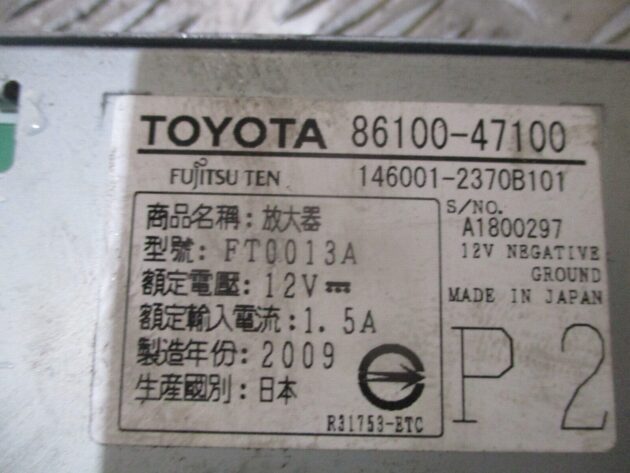 TOYOTA 86100-47100
FUJITSU TEN 146001-2370B101
商品名稱:放大器
型號:FT0013A
額定電壓:12V
額定輸入電流:1.5A
製造年份:2009
生產國別:日本
R31753-ETC
S/NO.
A1800297
12V NEGATIVE
GROUND
MADE IN JAPAN
P2